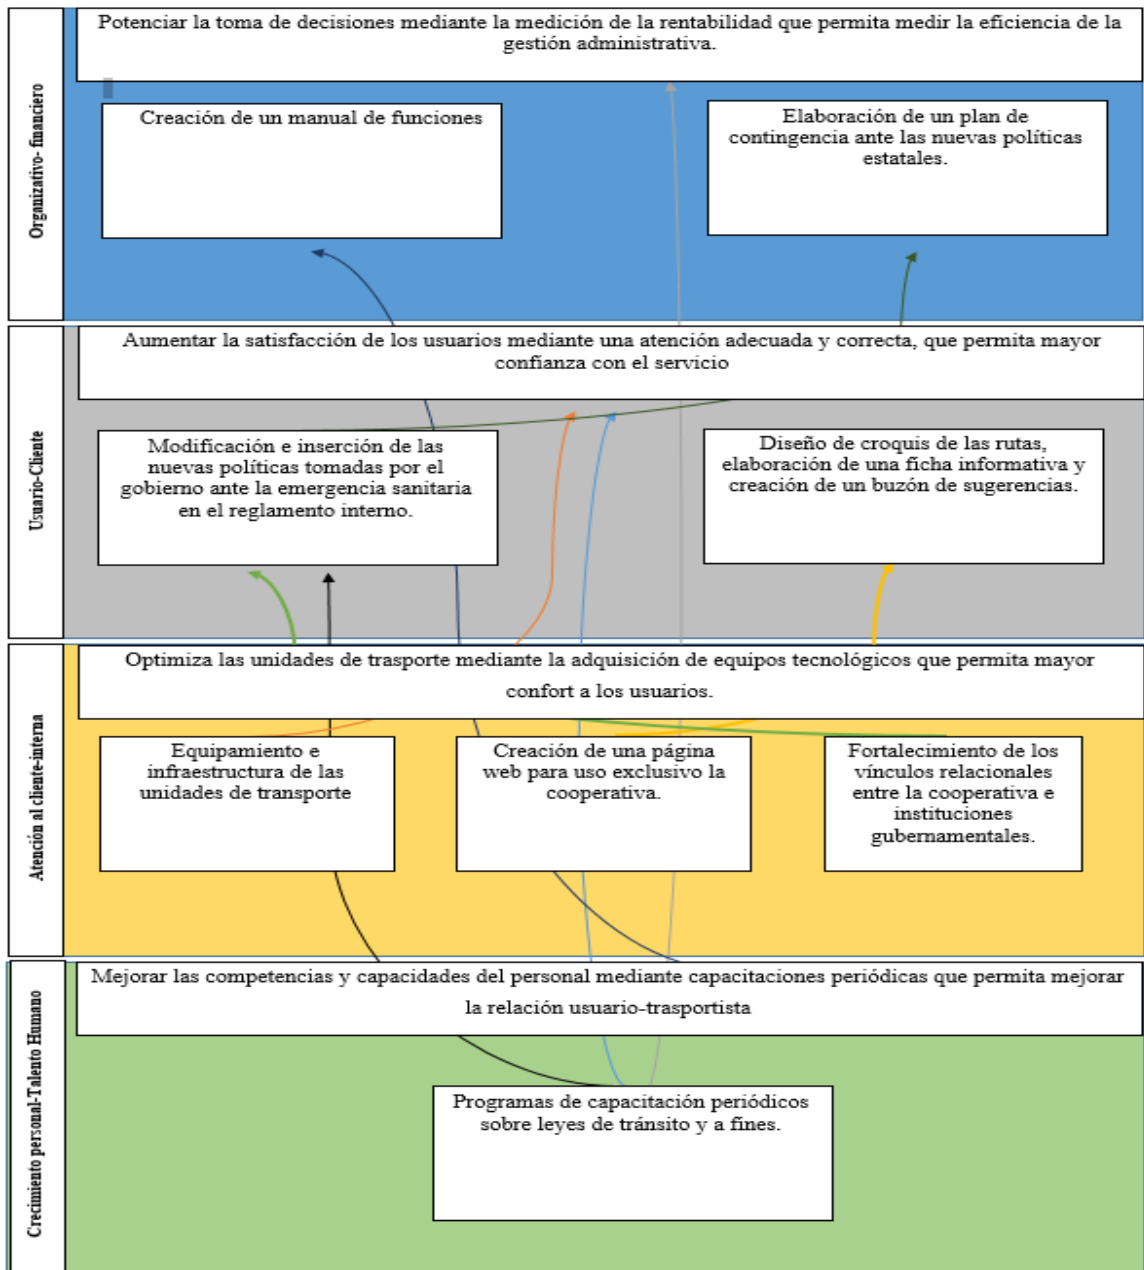 Organizativo- financiero
Potenciar la toma de decisiones mediante la medición de la rentabilidad que permita medir la eficiencia de la
gestión administrativa.
Creación de un manual de funciones
Elaboración de un plan de
contingencia ante las nuevas políticas
estatales.
Usuario-Cliente
Aumentar la satisfacción de los usuarios mediante una atención adecuada y correcta, que permita mayor
confianza con el servicio
Modificación e inserción de las
nuevas políticas tomadas por el
gobierno ante la emergencia sanitaria
en el reglamento interno.
Diseño de croquis de las rutas,
elaboración de una ficha informativa y
creación de un buzón de sugerencias.
Atención al cliente-interna
Optimiza las unidades de trasporte mediante la adquisición de equipos tecnológicos que permita mayor
confort a los usuarios.
Equipamiento e
infraestructura de las
unidades de transporte
Creación de una página
web para uso exclusivo la
cooperativa.
Fortalecimiento de los
vínculos relacionales
entre la cooperativa e
instituciones
gubernamentales.
Crecimiento personal-Talento Humano
Mejorar las competencias y capacidades del personal mediante capacitaciones periódicas que permita mejorar
la relación usuario-trasportista
Programas de capacitación periódicos
sobre leyes de tránsito y a fines.